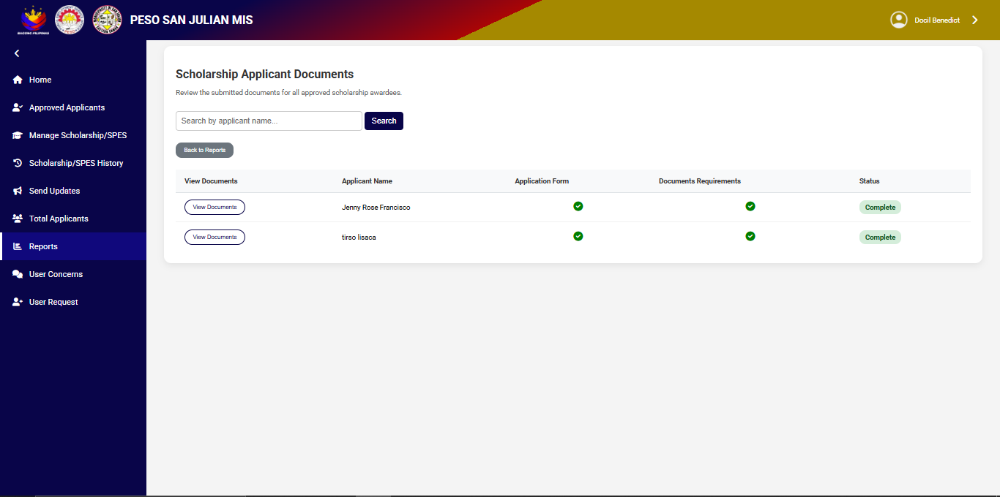 BAGONG PILIPINAS
PESO SAN JULIAN MIS
Docil Benedict
Home
Approved Applicants
Manage Scholarship/SPES
Scholarship/SPES History
Send Updates
Total Applicants
Reports
User Concerns
User Request
Scholarship Applicant Documents
Review the submitted documents for all approved scholarship awardees.
Search by applicant name... Search
Back to Reports
View Documents Applicant Name Application Form Documents Requirements Status
View Documents Jenny Rose Francisco Complete
View Documents tirso lisaca Complete